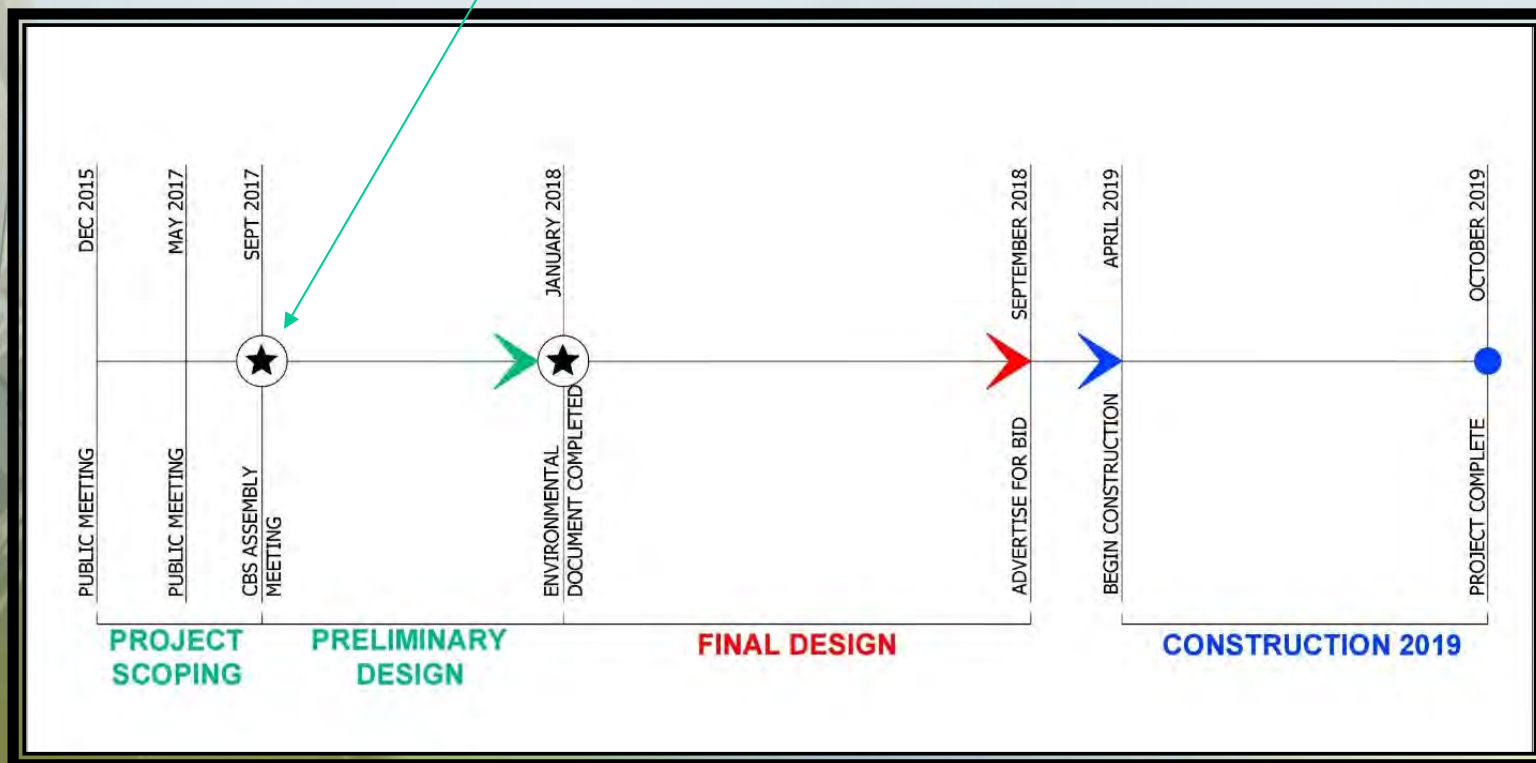 DEC 2015
MAY 2017
SEPT 2017
JANUARY 2018
SEPTEMBER 2018
APRIL 2019
OCTOBER 2019
PUBLIC MEETING
PUBLIC MEETING
CBS ASSEMBLY
MEETING
ENVIRONMENTAL
DOCUMENT COMPLETED
ADVERTISE FOR BID
BEGIN CONSTRUCTION
PROJECT COMPLETE
PROJECT
SCOPING
PRELIMINARY
DESIGN
FINAL DESIGN
CONSTRUCTION 2019